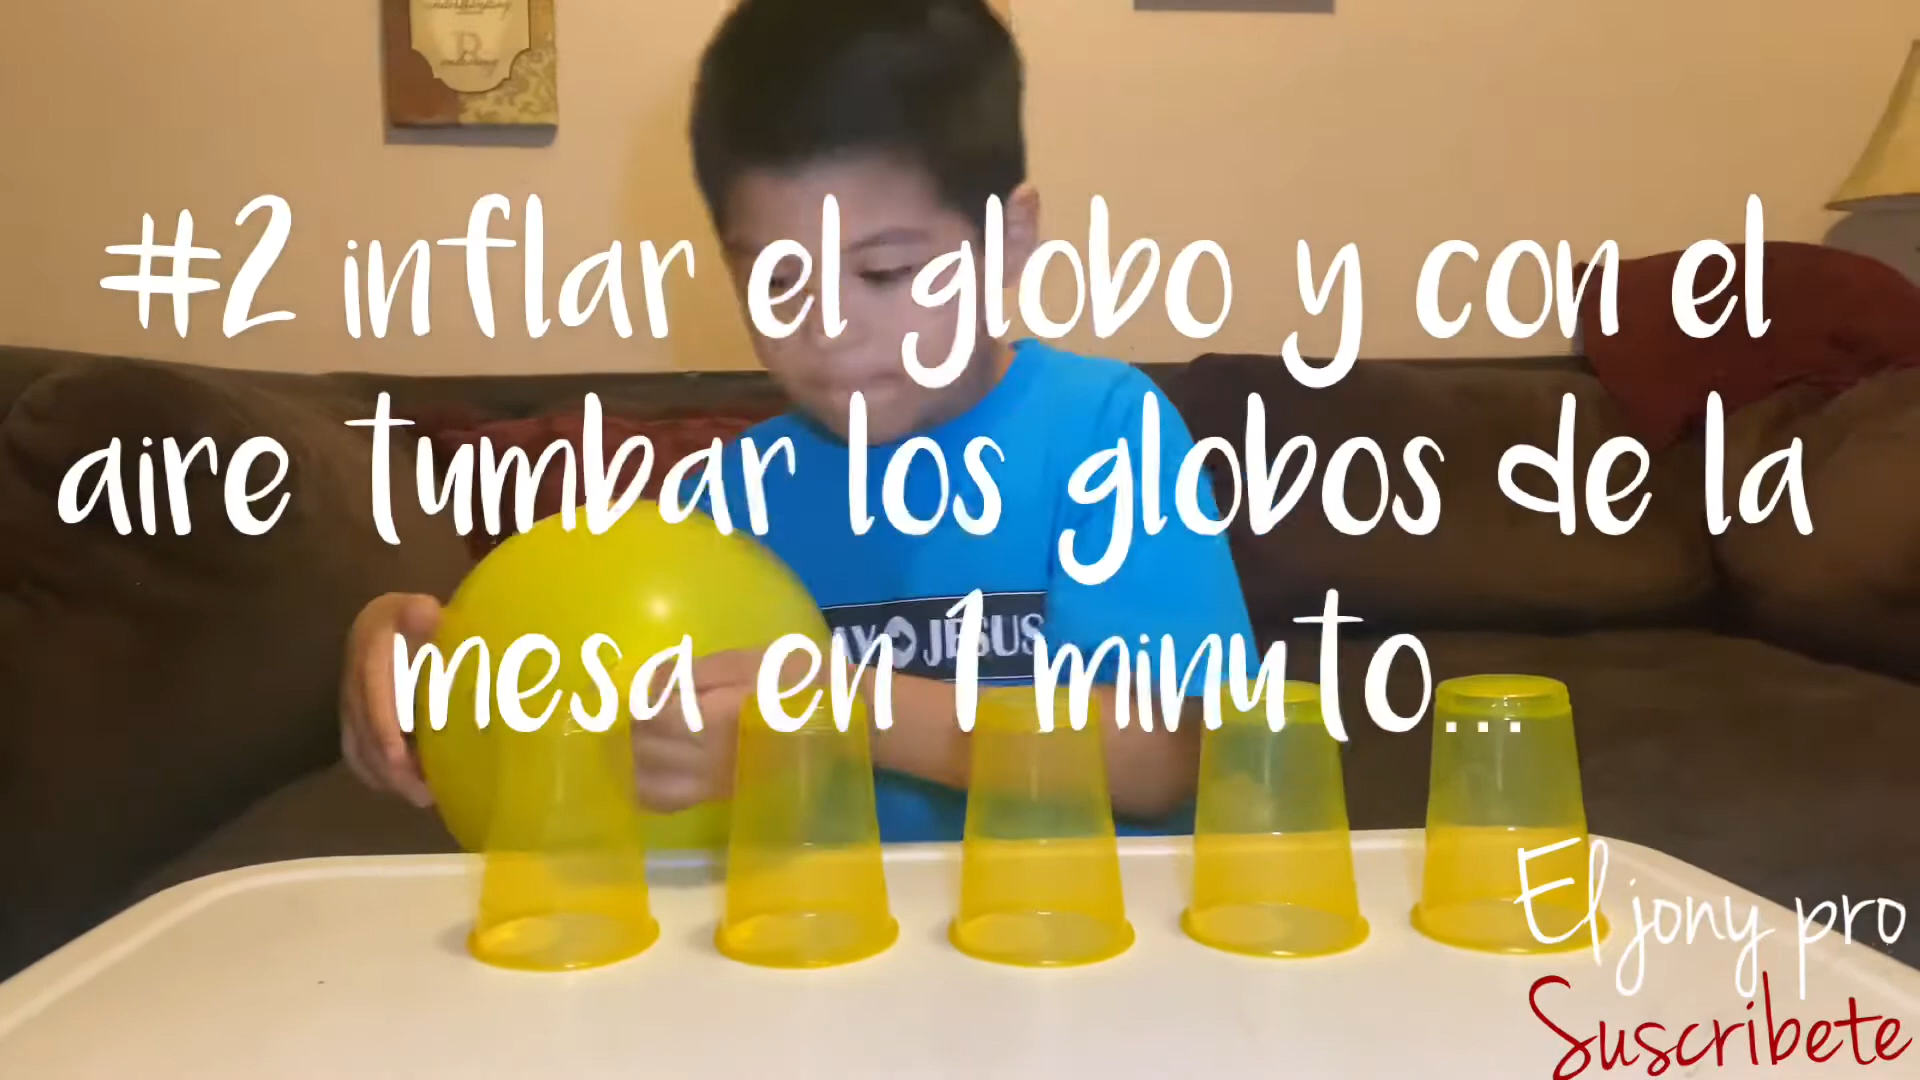 #2 inflar el globo y con el
aire tumbar los globos de la
mesa en 1 minuto...
JESUS
El jony pro
Suscribete